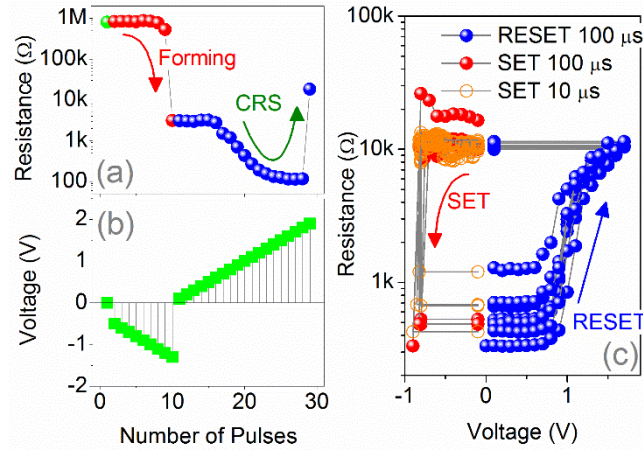 1M
100k
10k
1k
100
Resistance (Ω)
Forming
CRS
(a)
2
1
0
-1
-2
Voltage (V)
(b)
0
10
20
30
Number of Pulses
RESET 100 µs
SET 100 µs
SET 10 µs
10k
1k
Resistance (Ω)
SET
RESET
(c)
-1
0
1
Voltage (V)